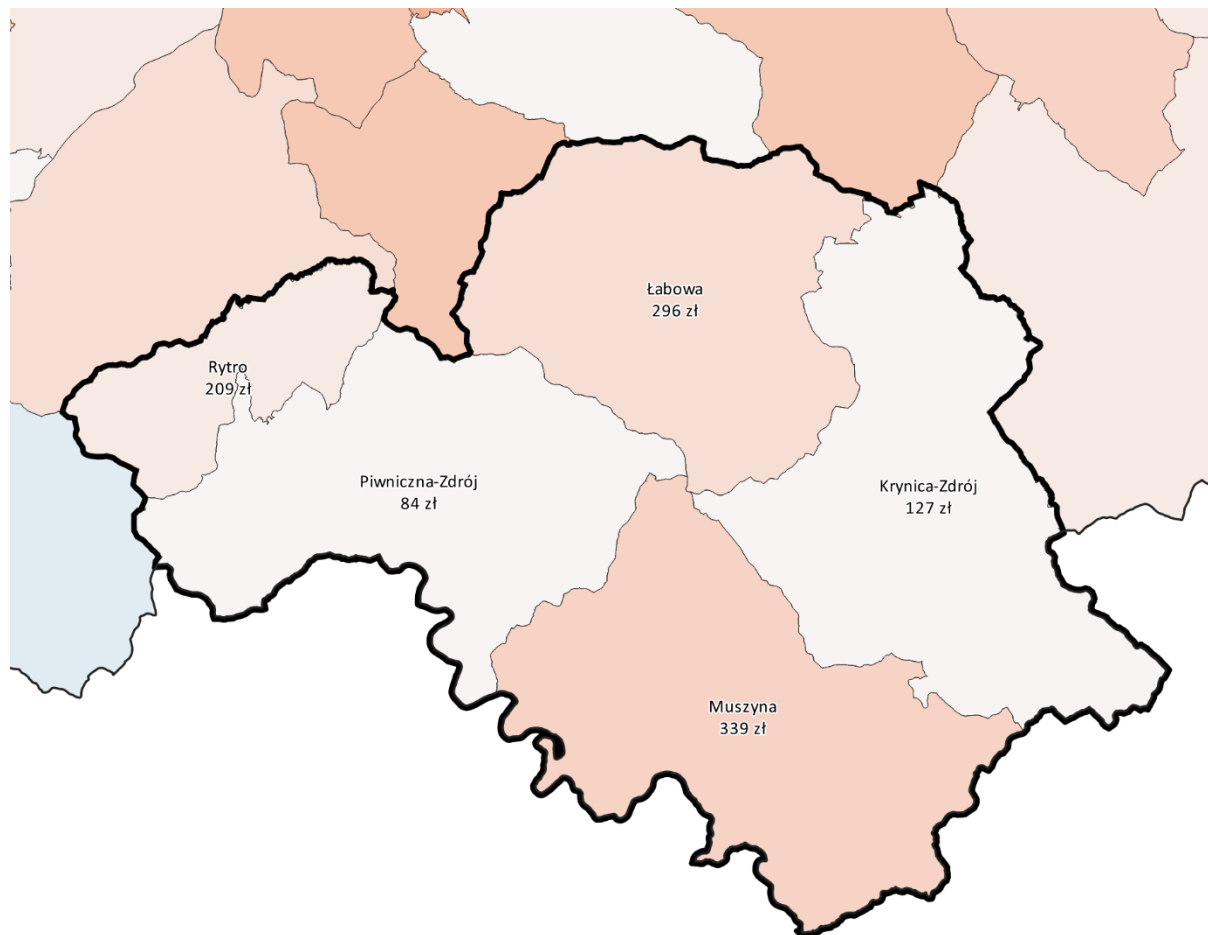 Łabowa
296 zł
Rytro
209 zł
Piwniczna-Zdrój
84 zł
Krynica-Zdrój
127 zł
Muszyna
339 zł